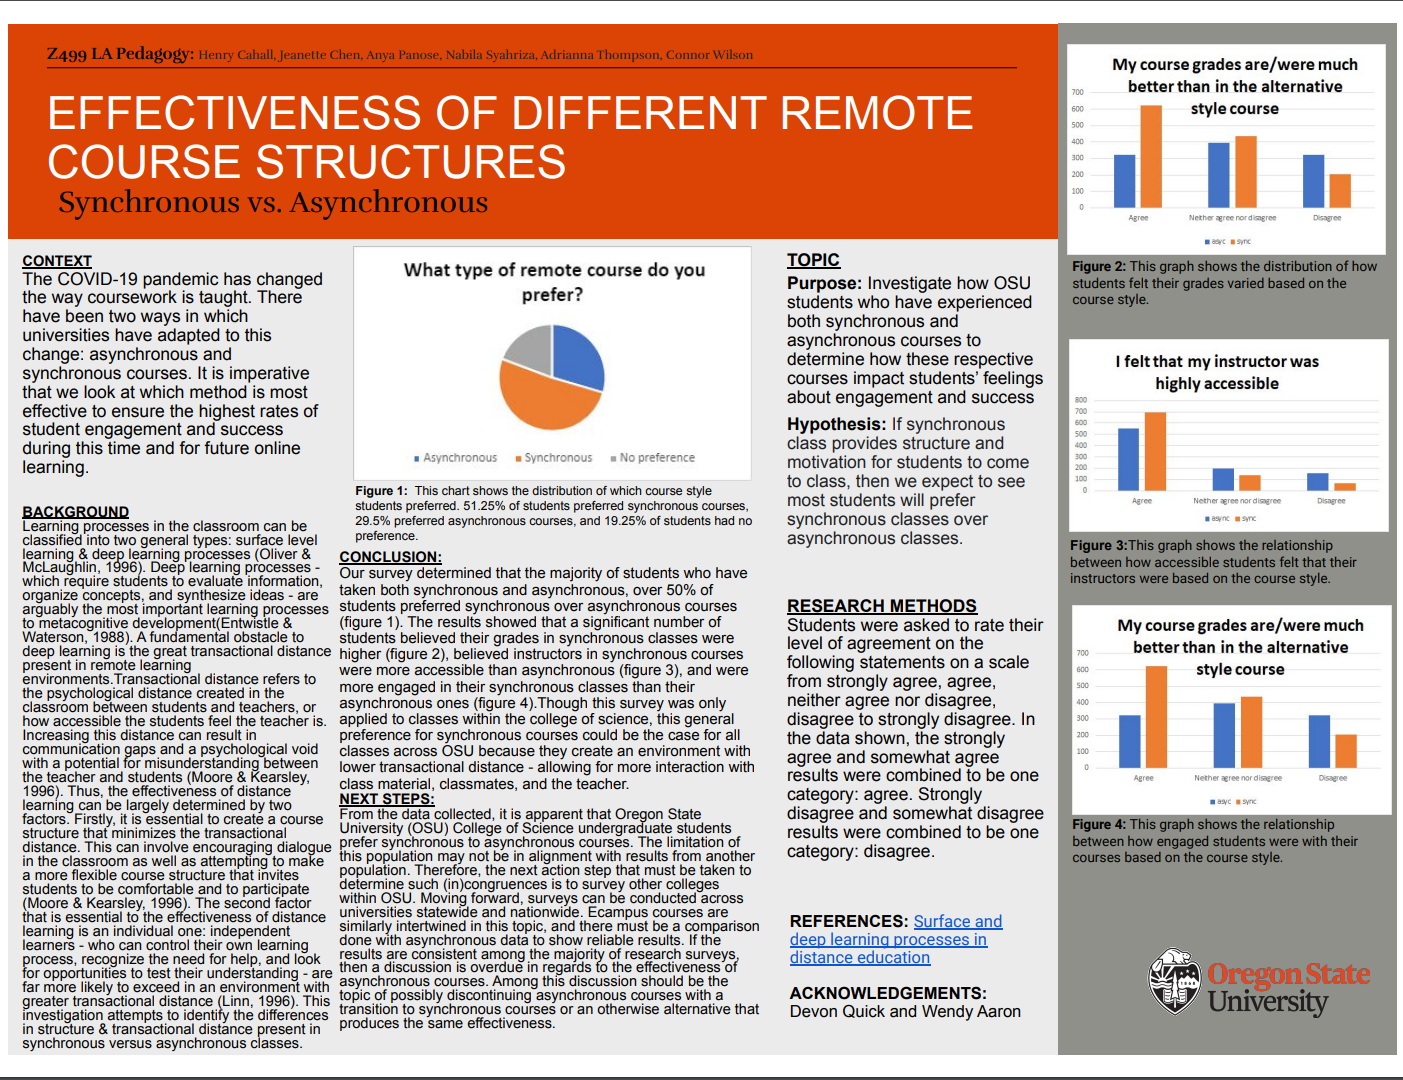 Z499 LA Pedagogy: Henry Cahall, Jeanette Chen, Anya Panose, Nabila Syahriza, Adrianna Thompson, Connor Wilson
EFFECTIVENESS OF DIFFERENT REMOTE
COURSE STRUCTURES
Synchronous vs. Asynchronous
CONTEXT
The COVID-19 pandemic has changed
the way coursework is taught. There
have been two ways in which
universities have adapted to this
change: asynchronous and
synchronous courses. It is imperative
that we look at which method is most
effective to ensure the highest rates of
student engagement and success
during this time and for future online
learning.
BACKGROUND
Learning processes in the classroom can be
classified into two general types: surface level
learning & deep learning processes (Oliver &
McLaughlin, 1996). Deep learning processes -
which require students to evaluate information,
organize concepts, and synthesize ideas - are
arguably the most important learning processes
to metacognitive development(Entwistle &
Waterson, 1988). A fundamental obstacle to
deep learning is the great transactional distance
present in remote learning
environments.Transactional distance refers to
the psychological distance created in the
classroom between students and teachers, or
how accessible the students feel the teacher is.
Increasing this distance can result in
communication gaps and a psychological void
with a potential for misunderstanding between
the teacher and students (Moore & Kearsley,
1996). Thus, the effectiveness of distance
learning can be largely determined by two
factors. Firstly, it is essential to create a course
structure that minimizes the transactional
distance. This can involve encouraging dialogue
in the classroom as well as attempting to make
a more flexible course structure that invites
students to be comfortable and to participate
(Moore & Kearsley, 1996). The second factor
that is essential to the effectiveness of distance
learning is an individual one: independent
learners - who can control their own learning
process, recognize the need for help, and look
for opportunities to test their understanding - are
far more likely to exceed in an environment with
greater transactional distance (Linn, 1996). This
investigation attempts to identify the differences
in structure & transactional distance present in
synchronous versus asynchronous classes.
What type of remote course do you
prefer?
Asynchronous Synchronous No preference
Figure 1: This chart shows the distribution of which course style
students preferred. 51.25% of students preferred synchronous courses,
29.5% preferred asynchronous courses, and 19.25% of students had no
preference.
CONCLUSION:
Our survey determined that the majority of students who have
taken both synchronous and asynchronous, over 50% of
students preferred synchronous over asynchronous courses
(figure 1). The results showed that a significant number of
students believed their grades in synchronous classes were
higher (figure 2), believed instructors in synchronous courses
were more accessible than asynchronous (figure 3), and were
more engaged in their synchronous classes than their
asynchronous ones (figure 4).Though this survey was only
applied to classes within the college of science, this general
preference for synchronous courses could be the case for all
classes across OSU because they create an environment with
lower transactional distance - allowing for more interaction with
class material, classmates, and the teacher.
NEXT STEPS:
From the data collected, it is apparent that Oregon State
University (OSU) College of Science undergraduate students
prefer synchronous to asynchronous courses. The limitation of
this population may not be in alignment with results from another
population. Therefore, the next action step that must be taken to
determine such (in)congruences is to survey other colleges
within OSU. Moving forward, surveys can be conducted across
universities statewide and nationwide. Ecampus courses are
similarly intertwined in this topic, and there must be a comparison
done with asynchronous data to show reliable results. If the
results are consistent among the majority of research surveys,
then a discussion is overdue in regards to the effectiveness of
asynchronous courses. Among this discussion should be the
topic of possibly discontinuing asynchronous courses with a
transition to synchronous courses or an otherwise alternative that
produces the same effectiveness.
TOPIC
Purpose: Investigate how OSU
students who have experienced
both synchronous and
asynchronous courses to
determine how these respective
courses impact students' feelings
about engagement and success
Hypothesis: If synchronous
class provides structure and
motivation for students to come
to class, then we expect to see
most students will prefer
synchronous classes over
asynchronous classes.
RESEARCH METHODS
Students were asked to rate their
level of agreement on the
following statements on a scale
from strongly agree, agree,
neither agree nor disagree,
disagree to strongly disagree. In
the data shown, the strongly
agree and somewhat agree
results were combined to be one
category: agree. Strongly
disagree and somewhat disagree
results were combined to be one
category: disagree.
REFERENCES: Surface and
deep learning processes in
distance education
ACKNOWLEDGEMENTS:
Devon Quick and Wendy Aaron
My course grades are/were much
better than in the alternative
style course
700
600
500
400
300
200
100
0
Agree Neither agree nor disagree Disagree
asyc sync
Figure 2: This graph shows the distribution of how
students felt their grades varied based on the
course style.
I felt that my instructor was
highly accessible
800
700
600
500
400
300
200
100
0
Agree Neither agree nor disagree Disagree
async sync
Figure 3:This graph shows the relationship
between how accessible students felt that their
instructors were based on the course style.
My course grades are/were much
better than in the alternative
style course
700
600
500
400
300
200
100
0
Agree Neither agree nor disagree Disagree
asyc sync
Figure 4: This graph shows the relationship
between how engaged students were with their
courses based on the course style.
Oregon State
University